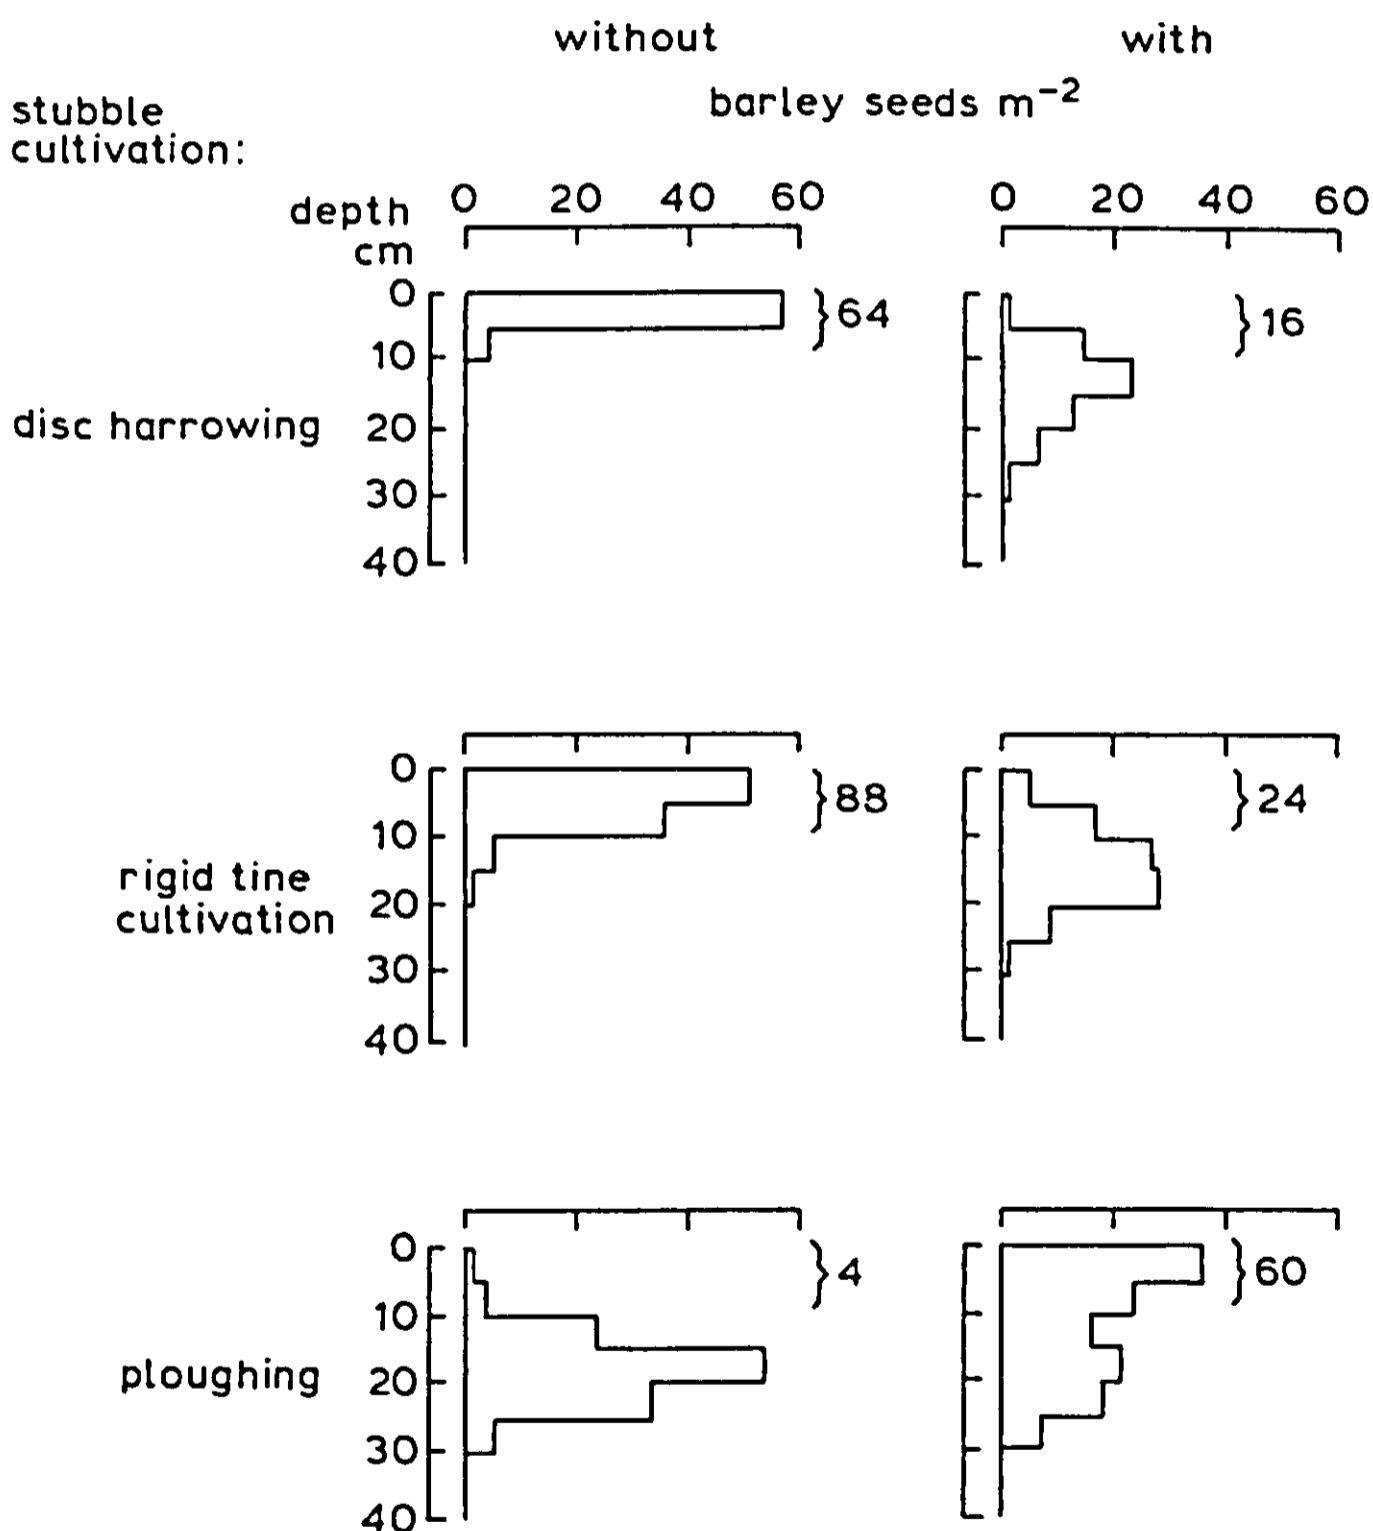 without with
barley seeds m⁻²
stubble
cultivation:
depth
cm
0 20 40 60 0 20 40 60
0
10
20
30
40
disc harrowing
}64 }16
0
10
20
30
40
rigid tine
cultivation
}88 }24
0
10
20
30
40
ploughing
}4 }60